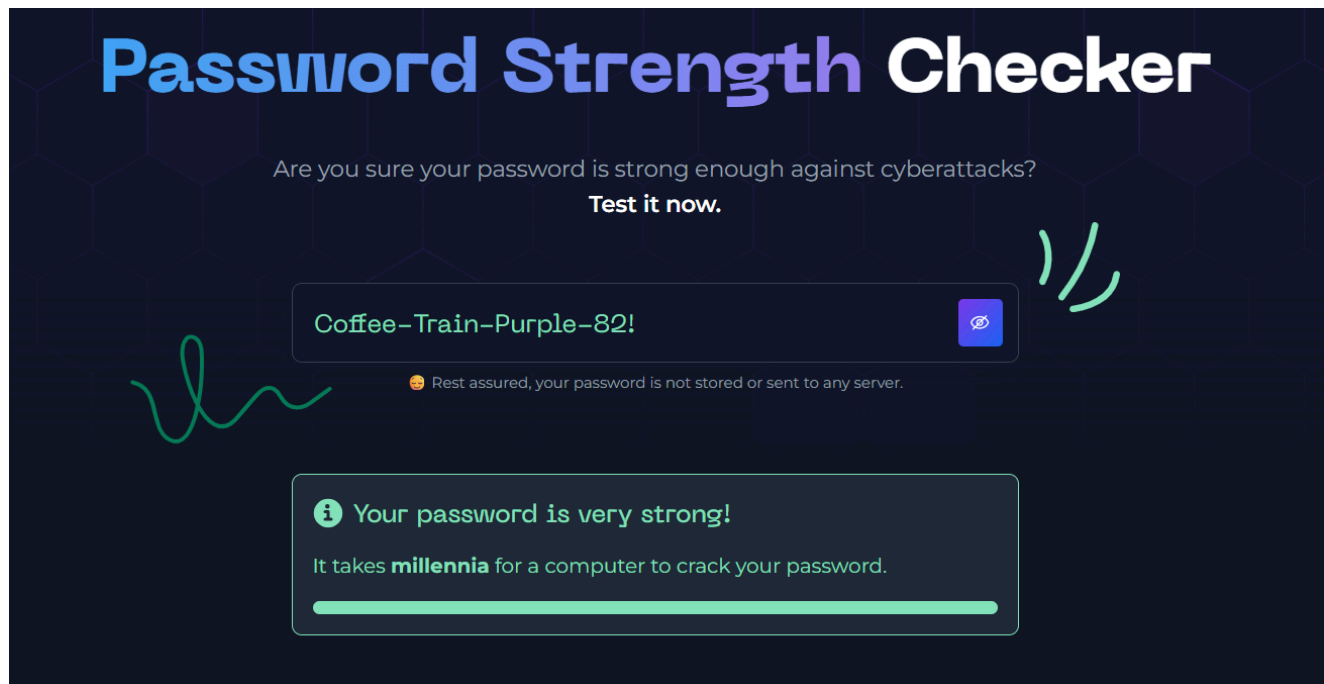 Password Strength Checker
Are you sure your password is strong enough against cyberattacks?
Test it now.
Coffee-Train-Purple-82!
😌 Rest assured, your password is not stored or sent to any server.
Your password is very strong!
It takes millennia for a computer to crack your password.